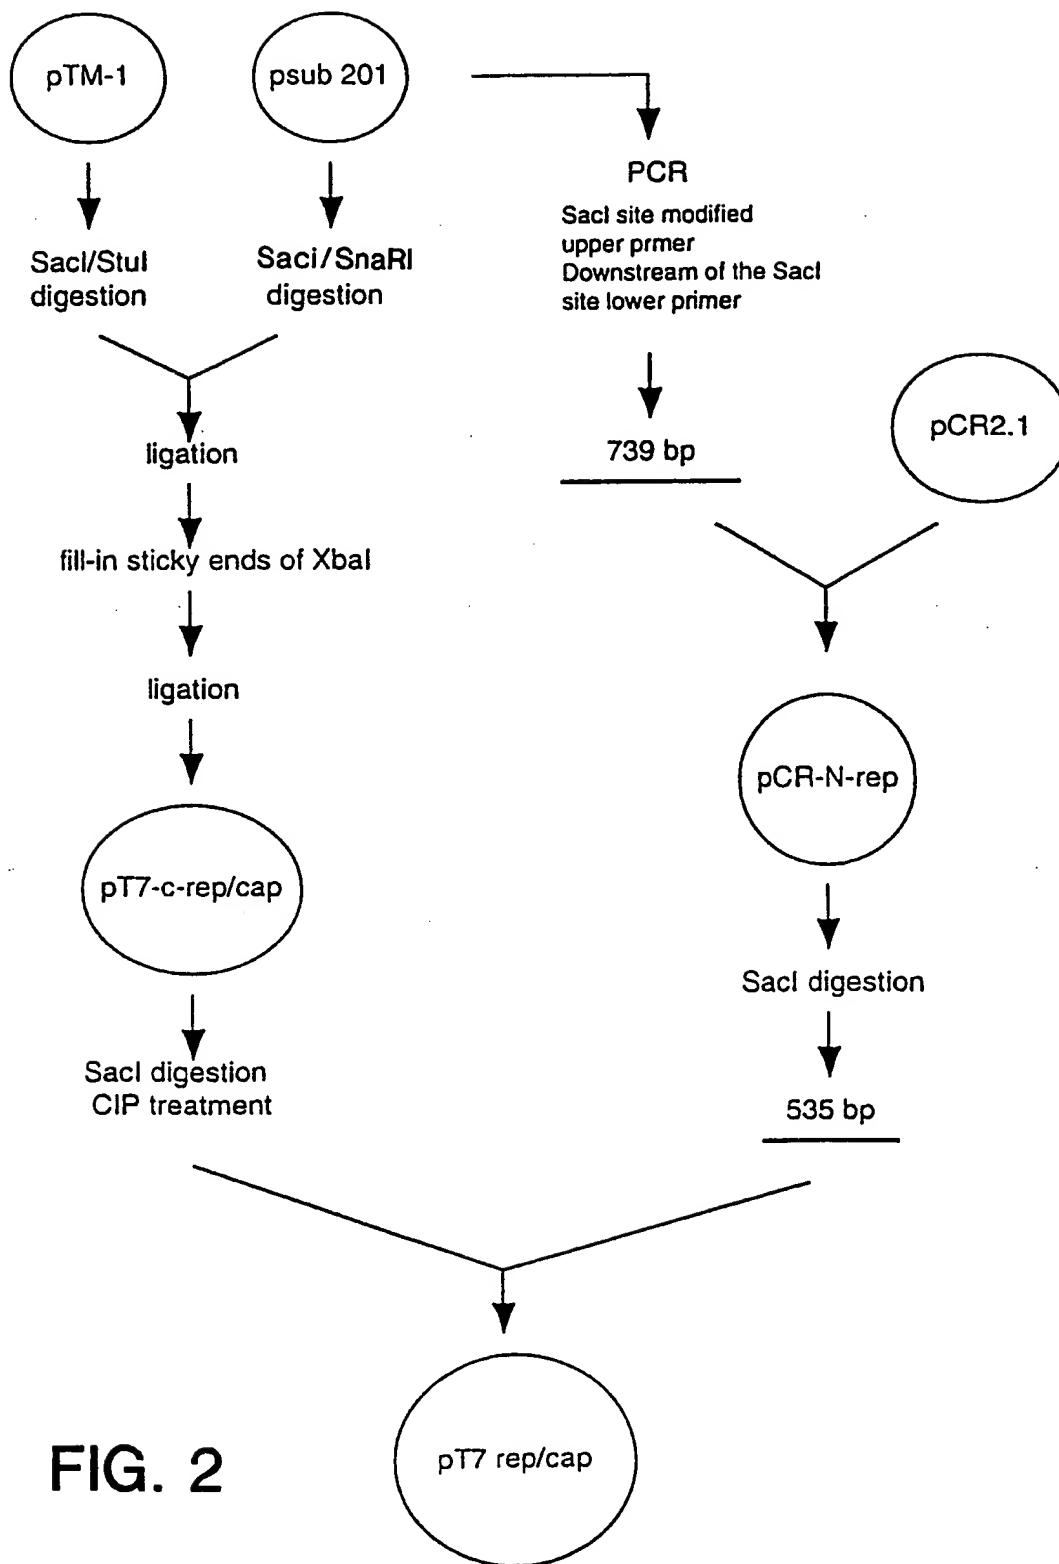 pTM-1
psub 201
PCR
SacI site modified
upper prmer
Downstream of the SacI
site lower primer
SacI/StuI
digestion
Saci/SnaRI
digestion
739 bp
pCR2.1
ligation
fill-in sticky ends of XbaI
ligation
pCR-N-rep
pT7-c-rep/cap
SacI digestion
SacI digestion
CIP treatment
535 bp
pT7 rep/cap
FIG. 2